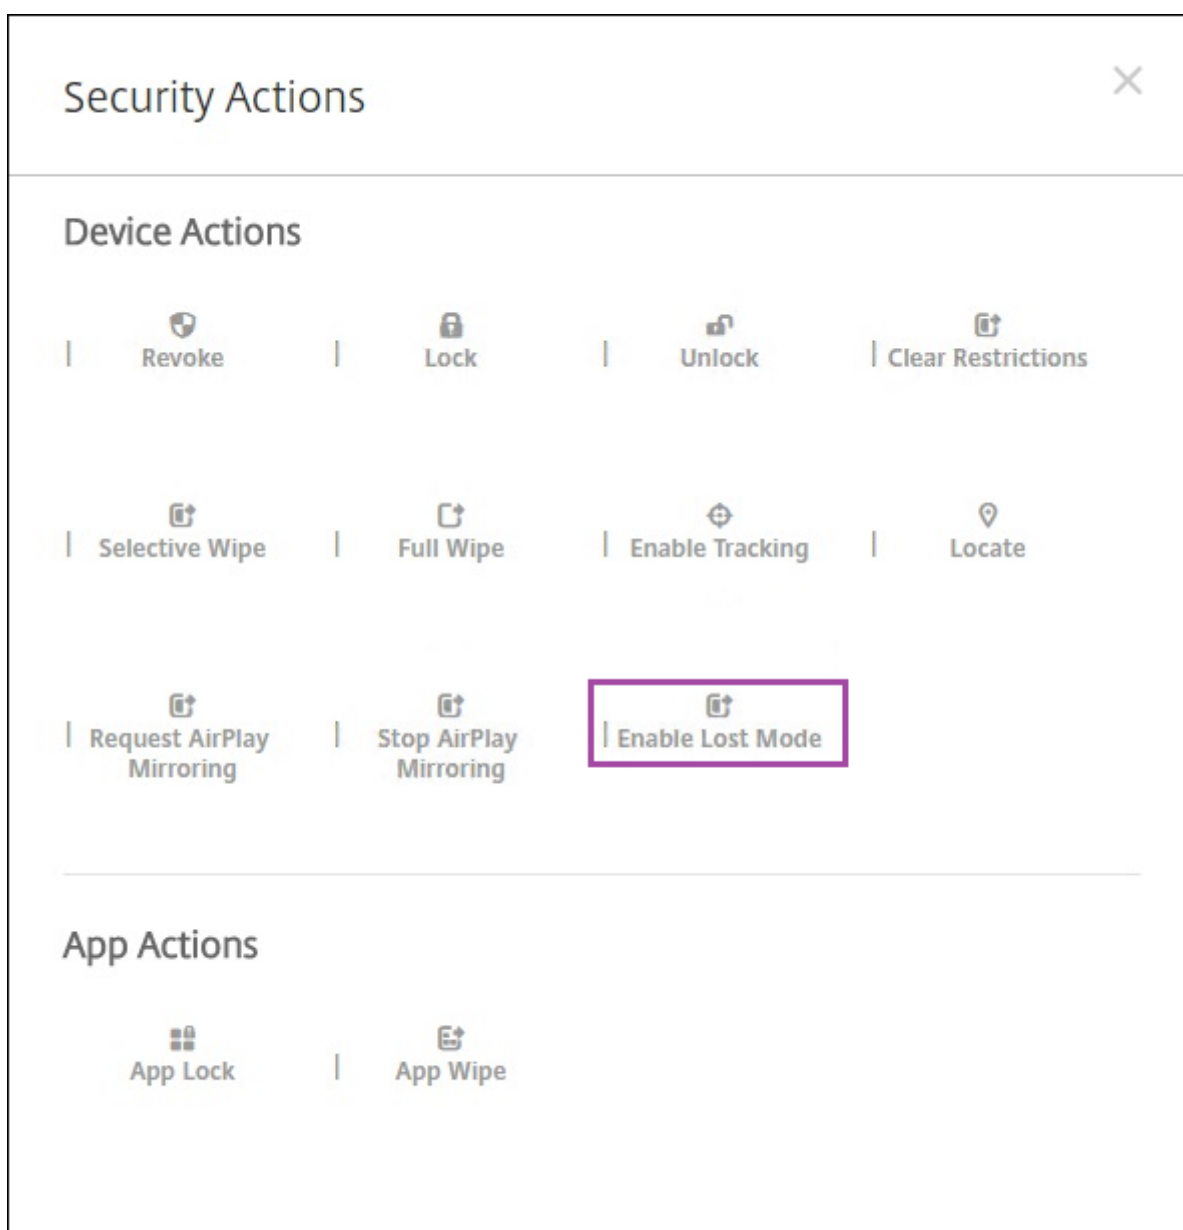 Security Actions
Device Actions
| Revoke | Lock | Unlock | Clear Restrictions
| Selective Wipe | Full Wipe | Enable Tracking | Locate
| Request AirPlay Mirroring | Stop AirPlay Mirroring | Enable Lost Mode
App Actions
App Lock | App Wipe